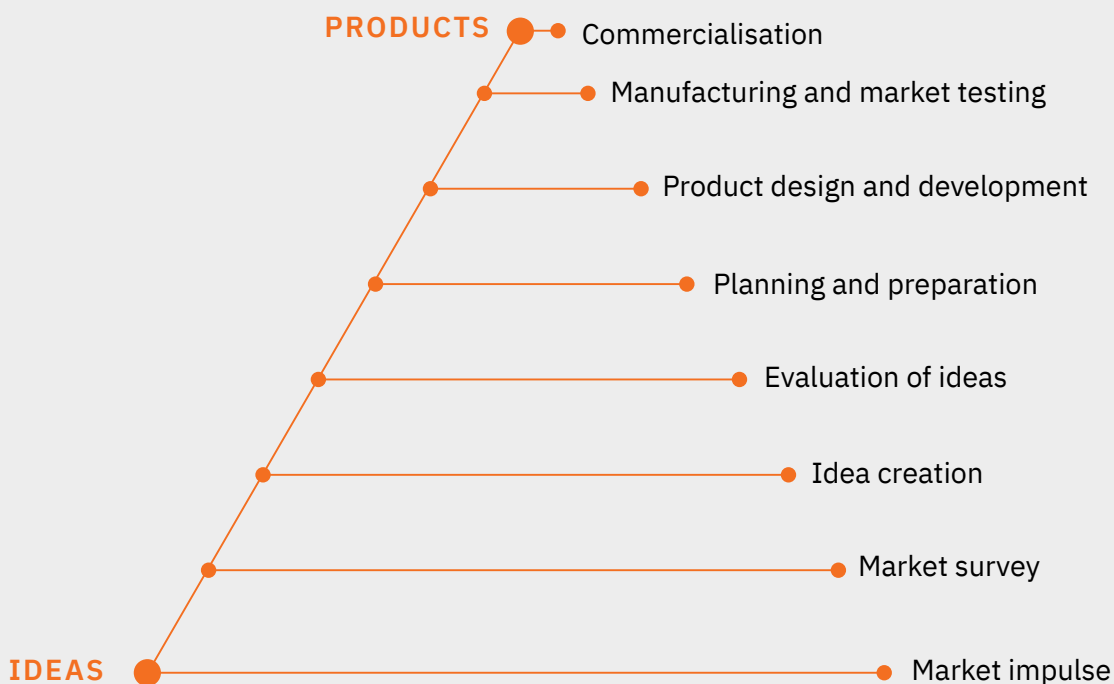 PRODUCTS
Commercialisation
Manufacturing and market testing
Product design and development
Planning and preparation
Evaluation of ideas
Idea creation
Market survey
IDEAS
Market impulse